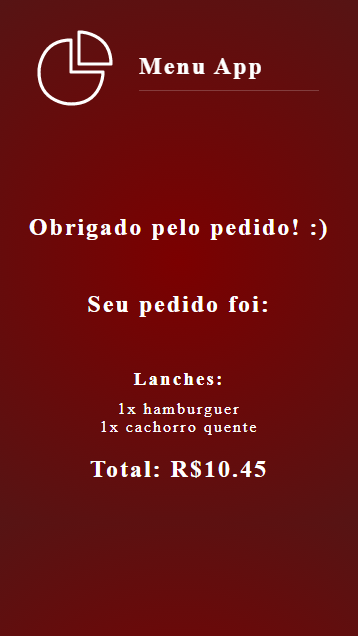 Menu App
Obrigado pelo pedido! :)
Seu pedido foi:
Lanches:
1x hamburguer
1x cachorro quente
Total: R$10.45